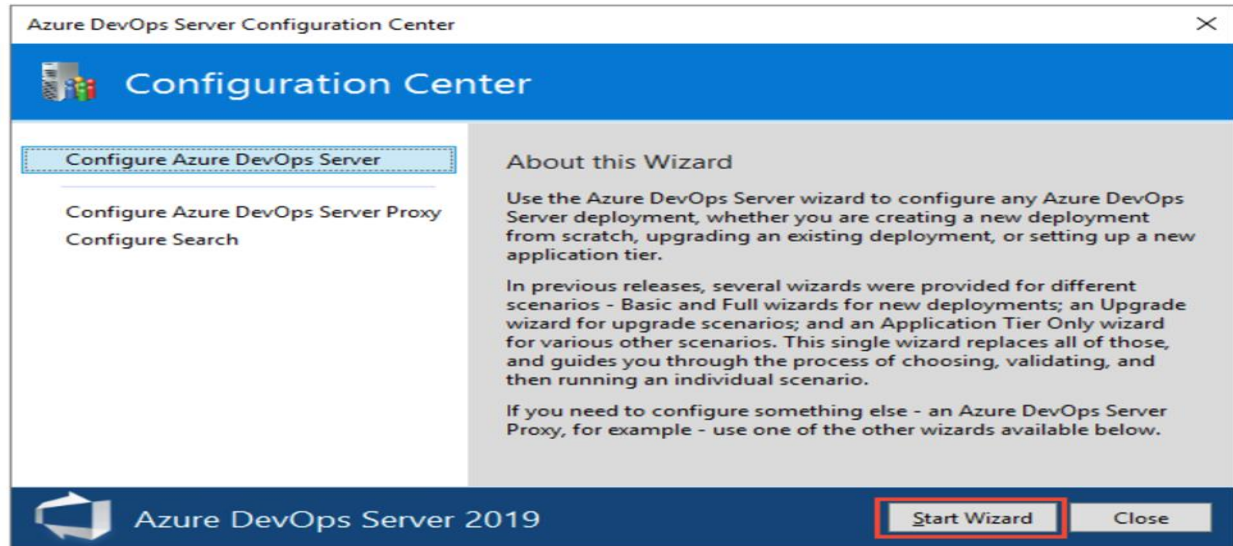 Azure DevOps Server Configuration Center
Configuration Center
Configure Azure DevOps Server
Configure Azure DevOps Server Proxy
Configure Search
About this Wizard
Use the Azure DevOps Server wizard to configure any Azure DevOps
Server deployment, whether you are creating a new deployment
from scratch, upgrading an existing deployment, or setting up a new
application tier.
In previous releases, several wizards were provided for different
scenarios - Basic and Full wizards for new deployments; an Upgrade
wizard for upgrade scenarios; and an Application Tier Only wizard
for various other scenarios. This single wizard replaces all of those,
and guides you through the process of choosing, validating, and
then running an individual scenario.
If you need to configure something else - an Azure DevOps Server
Proxy, for example - use one of the other wizards available below.
Azure DevOps Server 2019
Start Wizard
Close